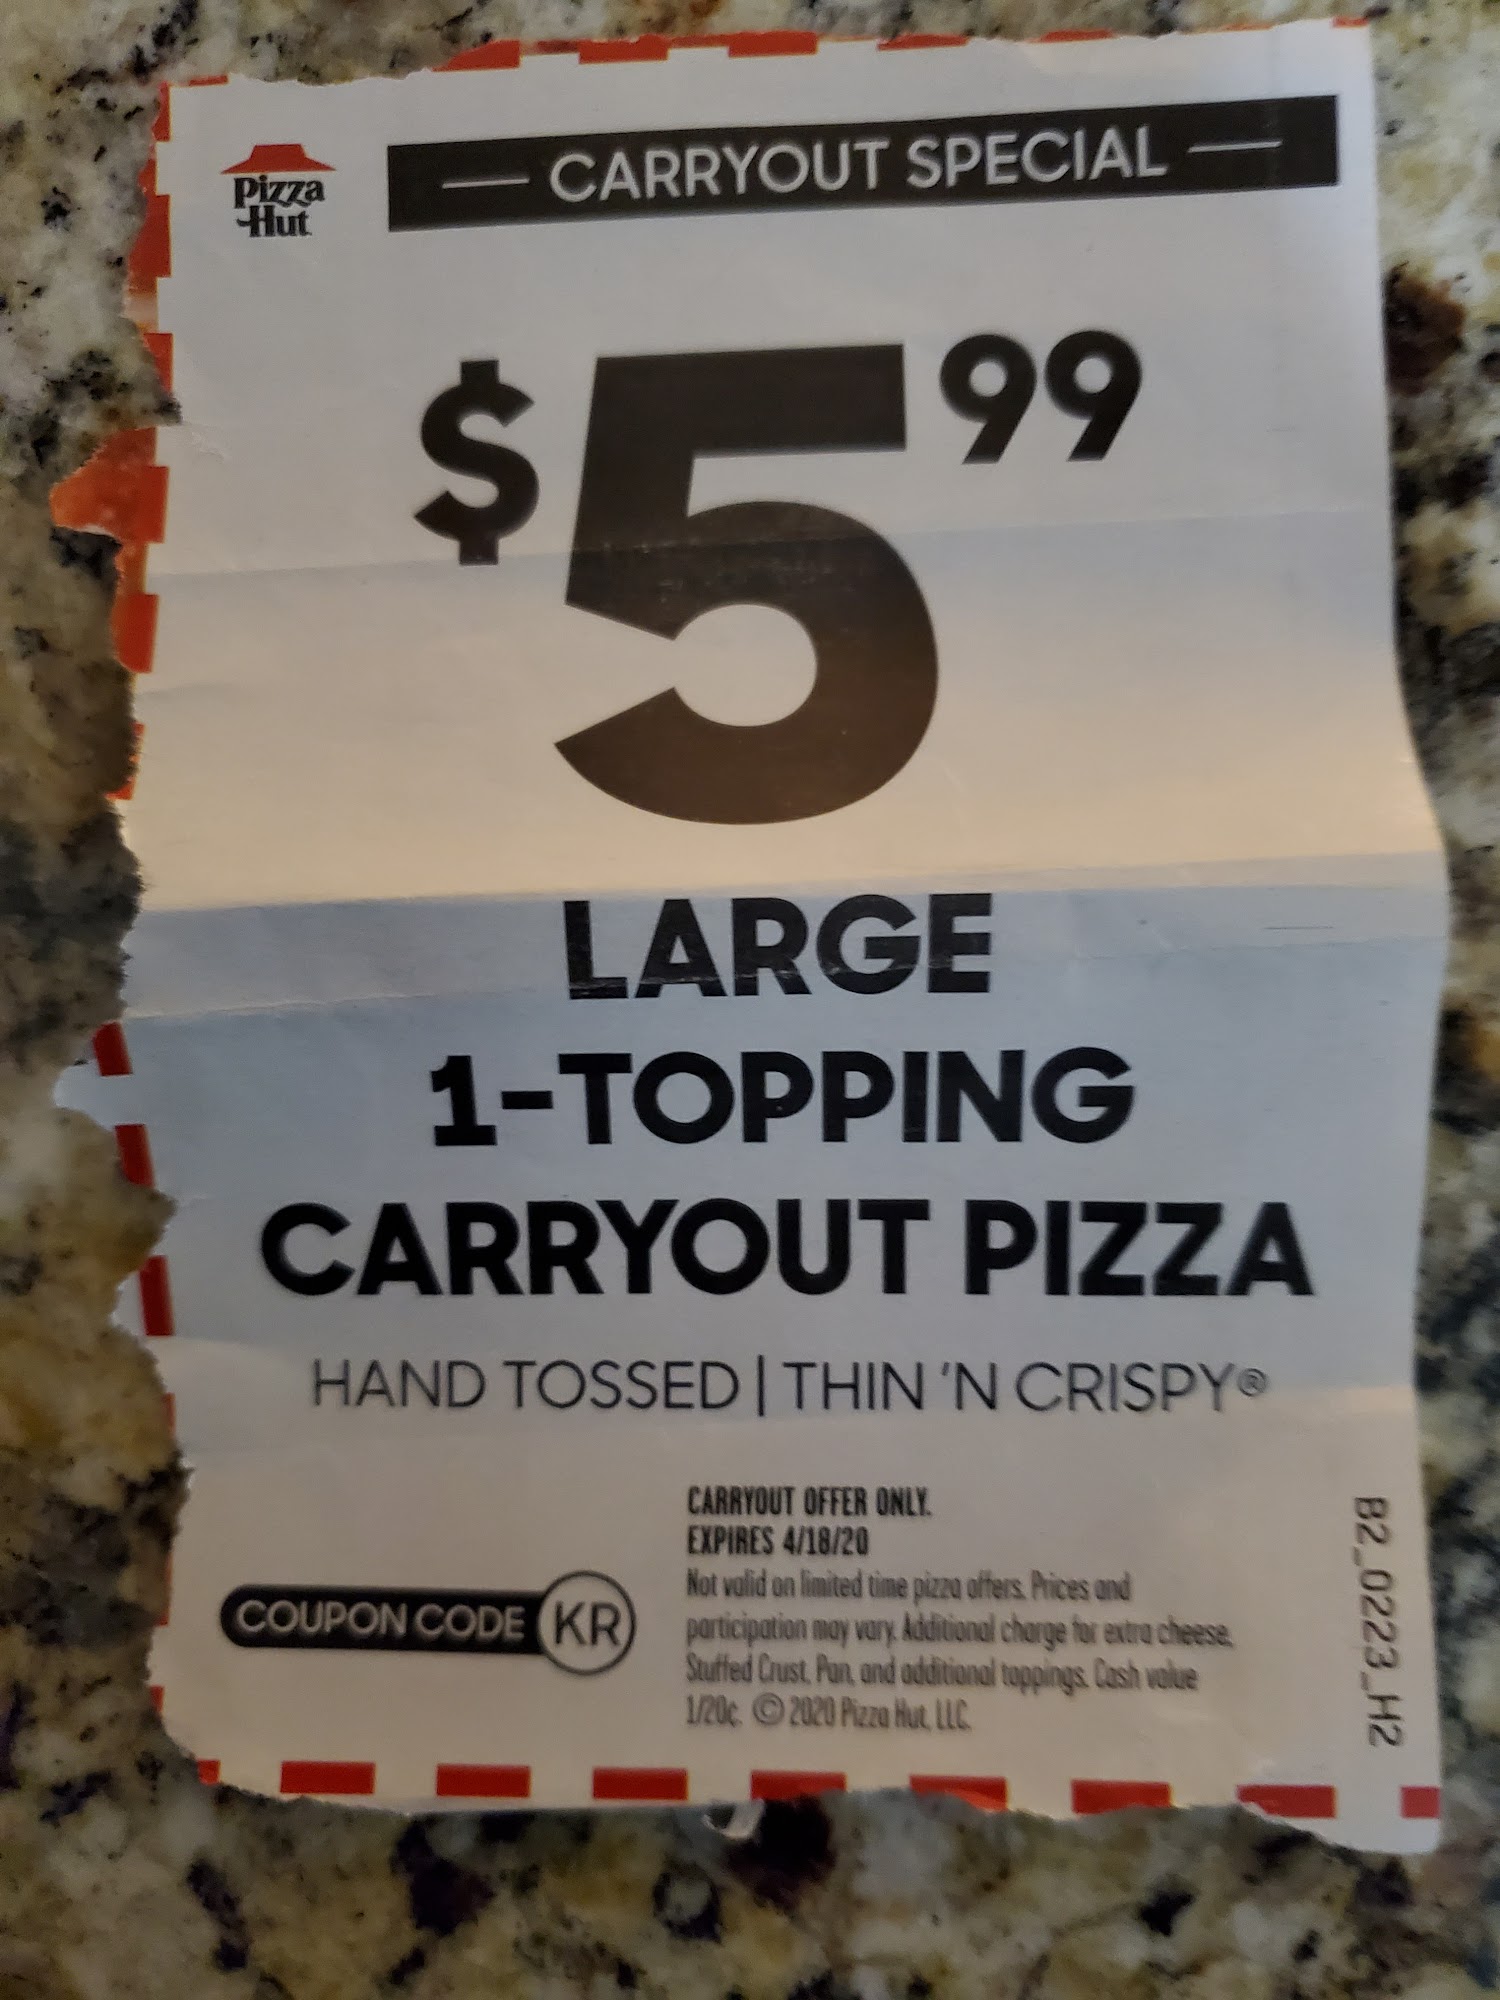 Pizza
Hut
CARRYOUT SPECIAL
$5 99
LARGE
1-TOPPING
CARRYOUT PIZZA
HAND TOSSED | THIN 'N CRISPY®
COUPON CODE KR
CARRYOUT OFFER ONLY.
EXPIRES 4/18/20
Not valid on limited time pizza offers. Prices and
participation may vary. Additional charge for extra cheese,
Stuffed Crust, Pan, and additional toppings. Cash value
1/20¢. © 2020 Pizza Hut, LLC.
B2_0223_H2